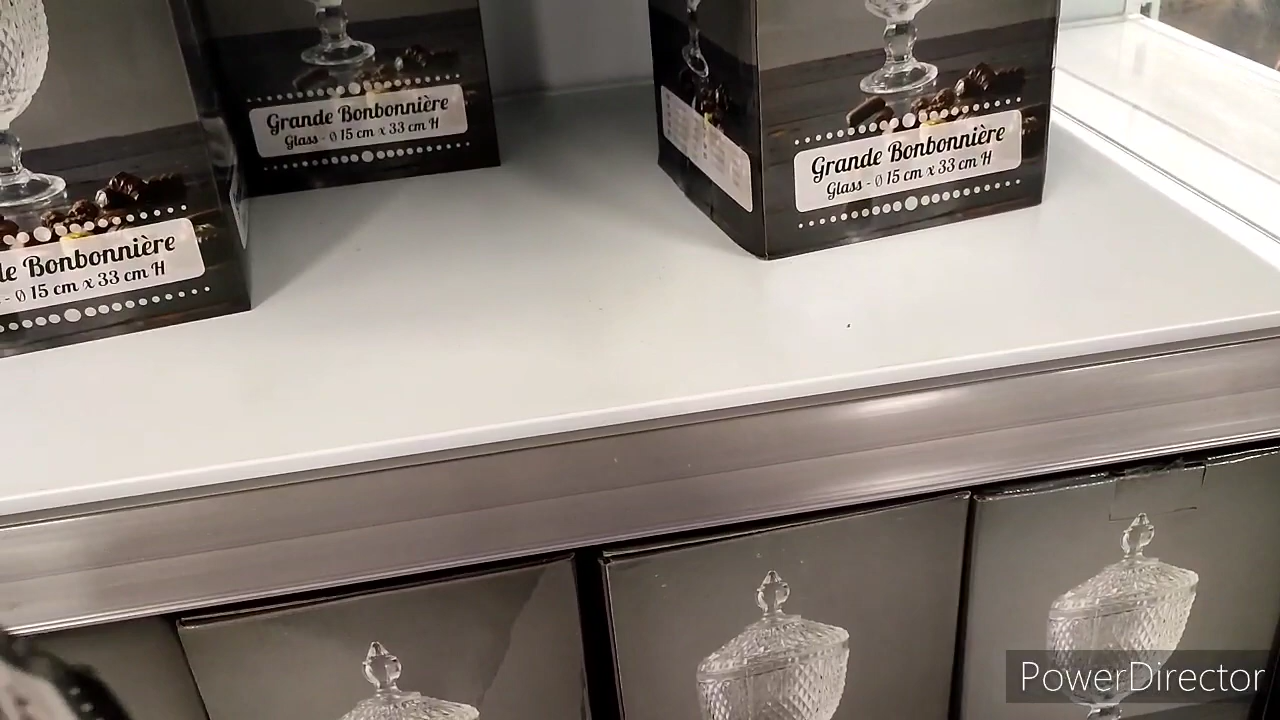 Grande Bonbonnière
Glass - Ø 15 cm x 33 cm H
Grande Bonbonnière
Glass - Ø 15 cm x 33 cm H
de Bonbonnière
- Ø 15 cm x 33 cm H
PowerDirector